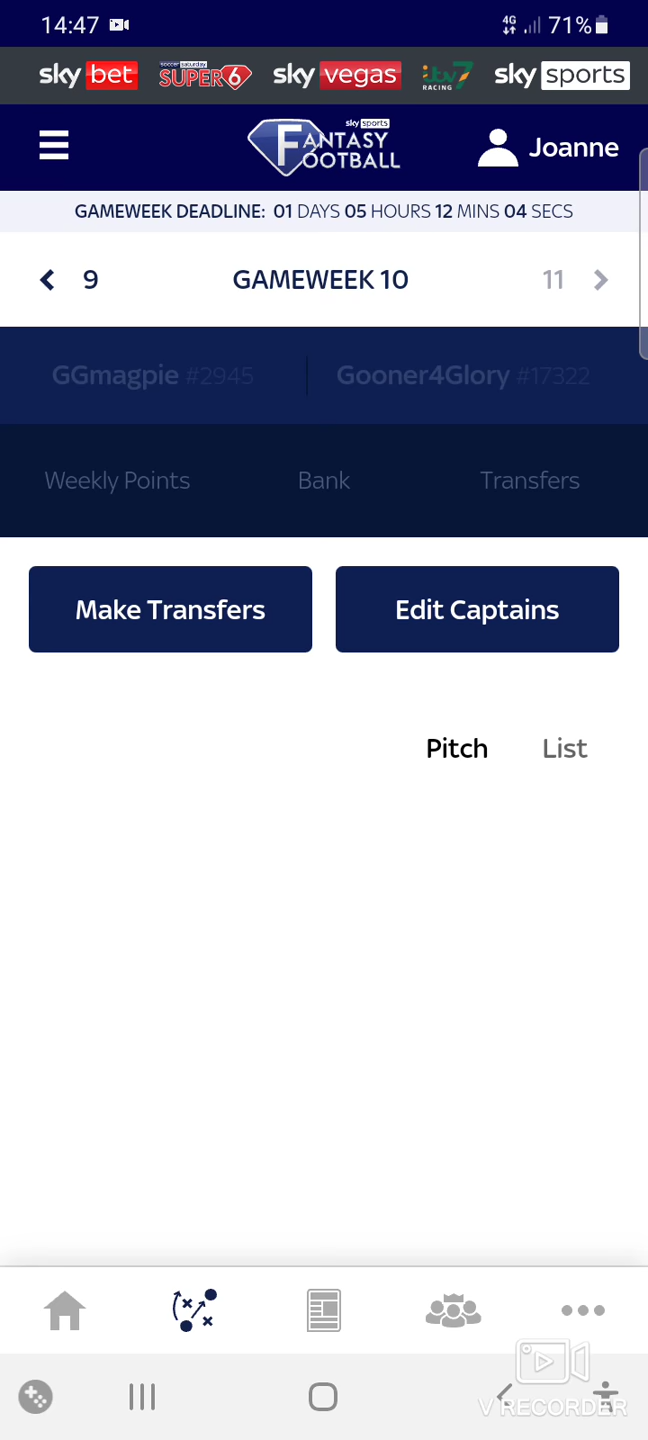 14:47 4G 71%
sky bet soccer saturday SUPER 6 sky vegas itv7 RACING sky sports
sky sports
FANTASY FOOTBALL
Joanne
GAMEWEEK DEADLINE: 01 DAYS 05 HOURS 12 MINS 04 SECS
9 GAMEWEEK 10 11
GGmagpie #2945 Gooner4Glory #17322
Weekly Points Bank Transfers
Make Transfers Edit Captains
Pitch List
V RECORDER